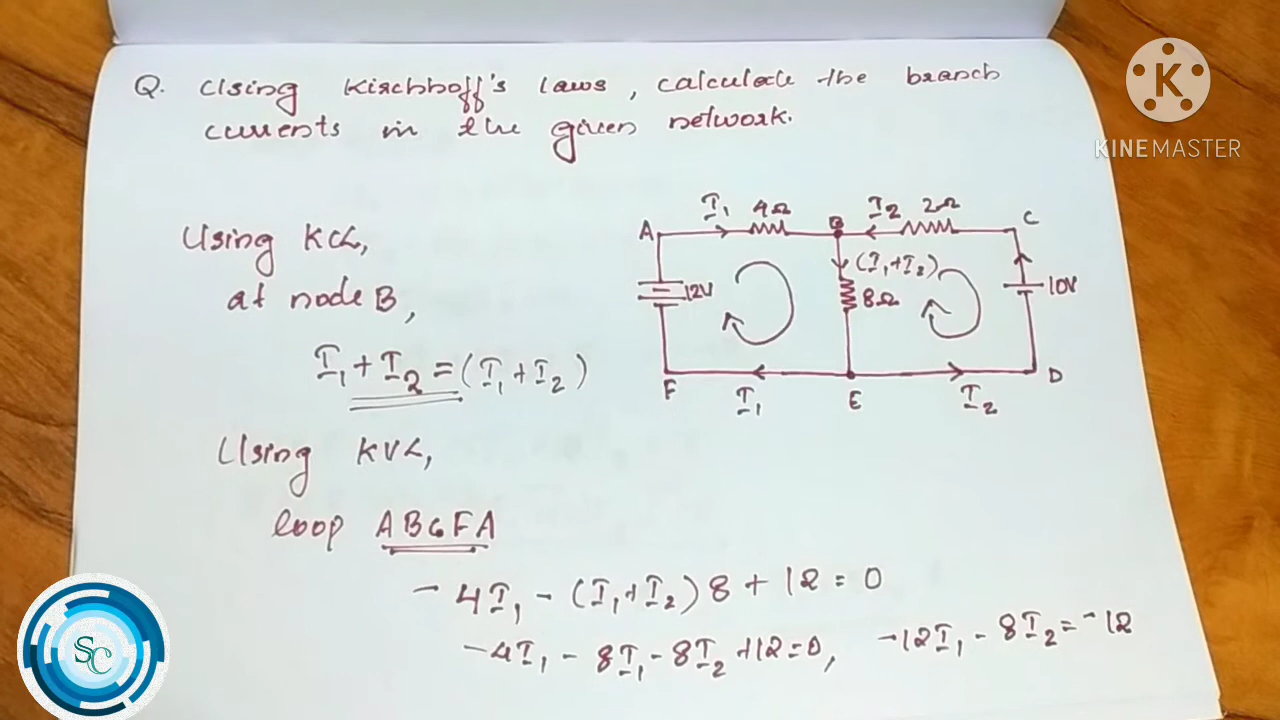 Q. Using Kirchhoff's laws, calculate the branch
currents in the given network.
KINEMASTER
Using KCL,
at node B,
I₁ + I₂ = (I₁ + I₂)
I₁ 4Ω B I₂ 2Ω C
A
(I₁+I₂)
12V 8Ω 10V
F I₁ E I₂ D
Using KVL,
loop ABEFA
- 4I₁ - (I₁+I₂) 8 + 12 = 0
-4I₁ - 8I₁ - 8I₂ +12=0, -12I₁ - 8I₂ = -12
SC